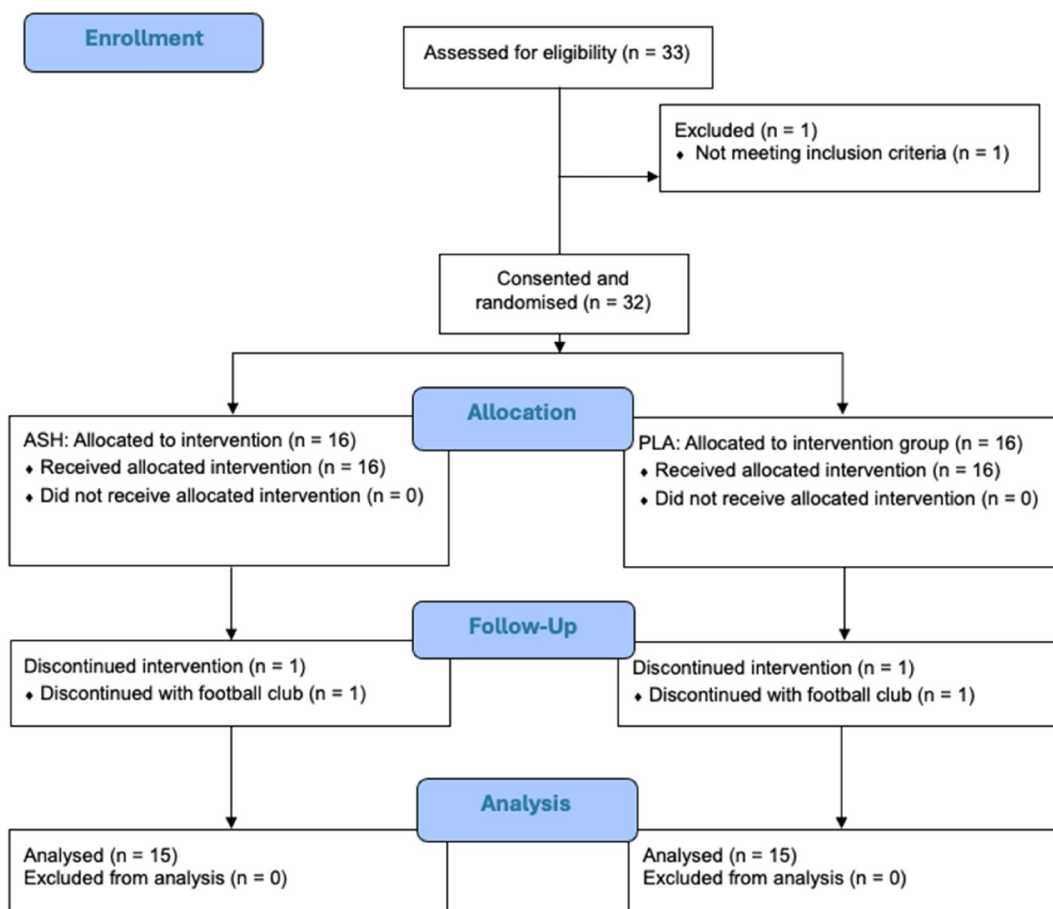 Enrollment
Assessed for eligibility (n = 33)
Excluded (n = 1)
♦ Not meeting inclusion criteria (n = 1)
Consented and
randomised (n = 32)
Allocation
ASH: Allocated to intervention (n = 16)
♦ Received allocated intervention (n = 16)
♦ Did not receive allocated intervention (n = 0)
PLA: Allocated to intervention group (n = 16)
♦ Received allocated intervention (n = 16)
♦ Did not receive allocated intervention (n = 0)
Follow-Up
Discontinued intervention (n = 1)
♦ Discontinued with football club (n = 1)
Discontinued intervention (n = 1)
♦ Discontinued with football club (n = 1)
Analysis
Analysed (n = 15)
Excluded from analysis (n = 0)
Analysed (n = 15)
Excluded from analysis (n = 0)